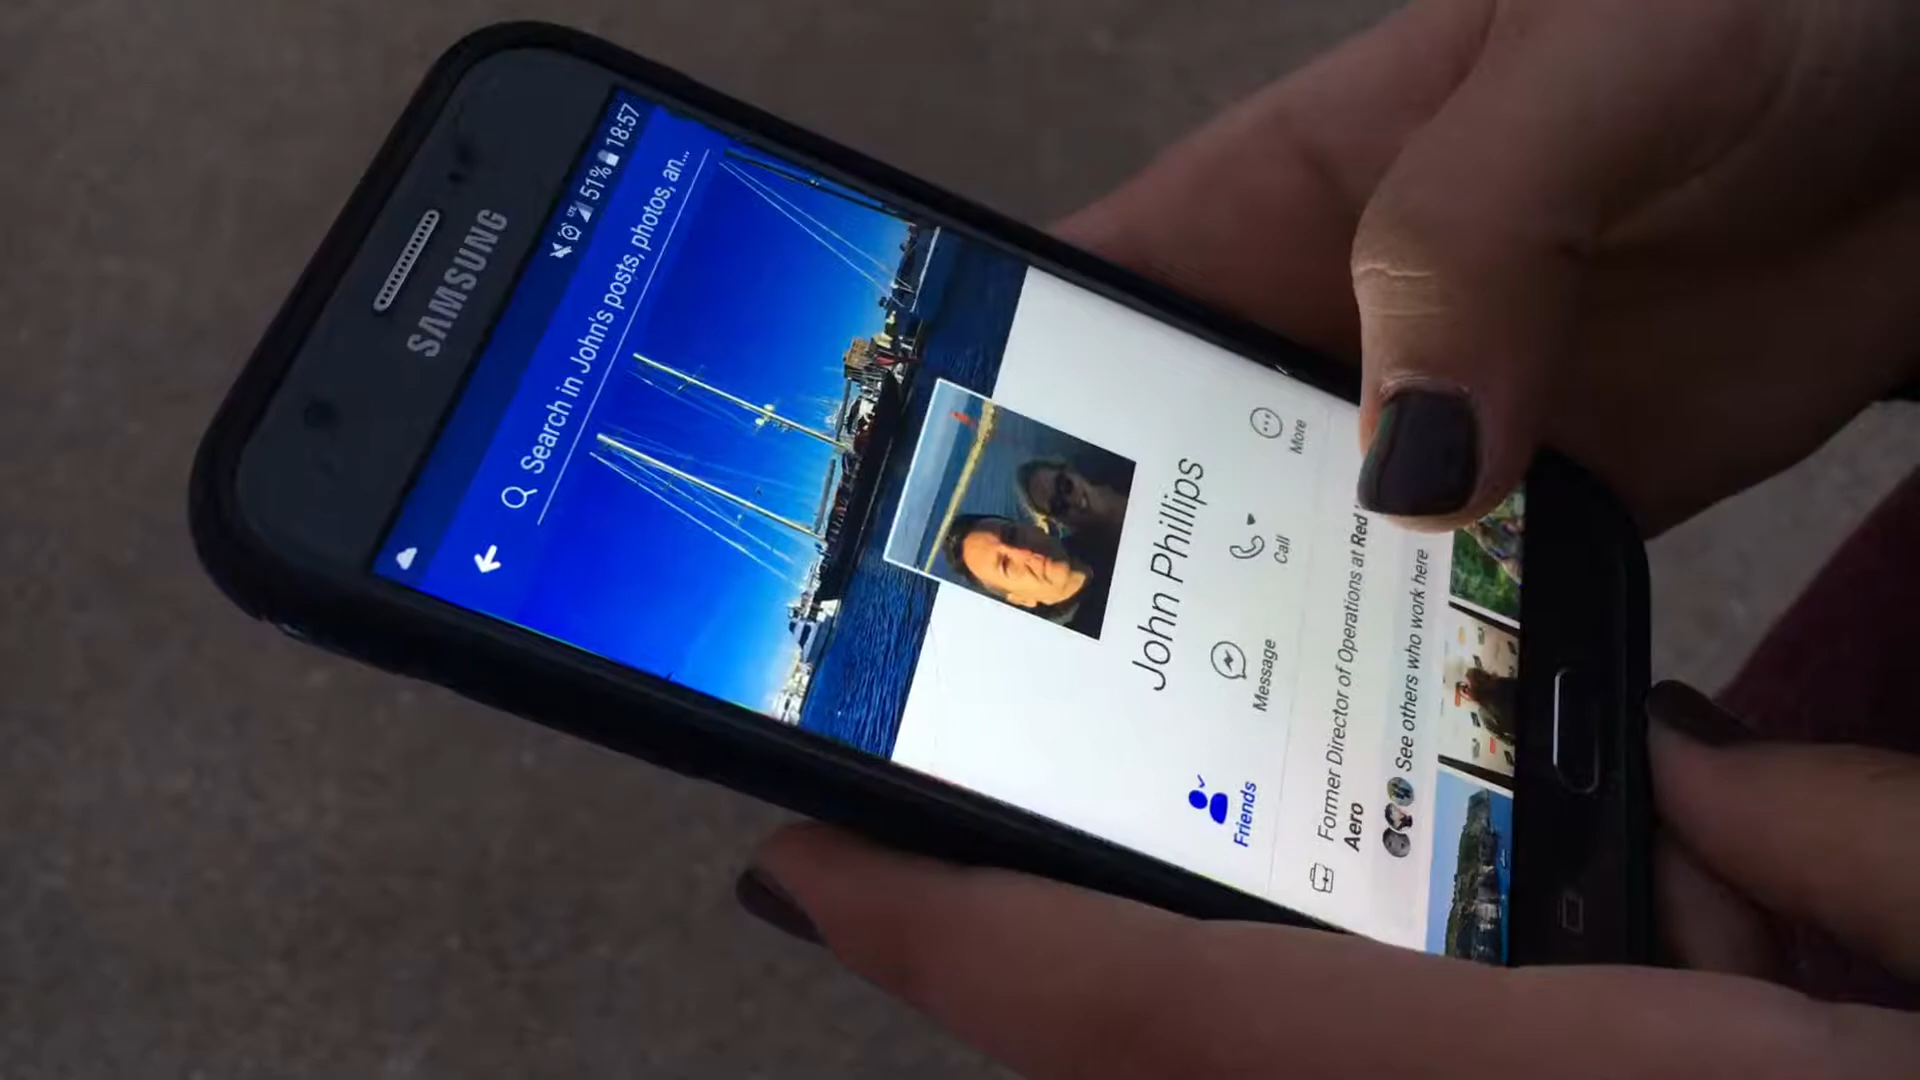 SAMSUNG
51% 18:57
Search in John's posts, photos, an...
John Phillips
Friends
Message
Call
More
Former Director of Operations at Red
Aero
See others who work here